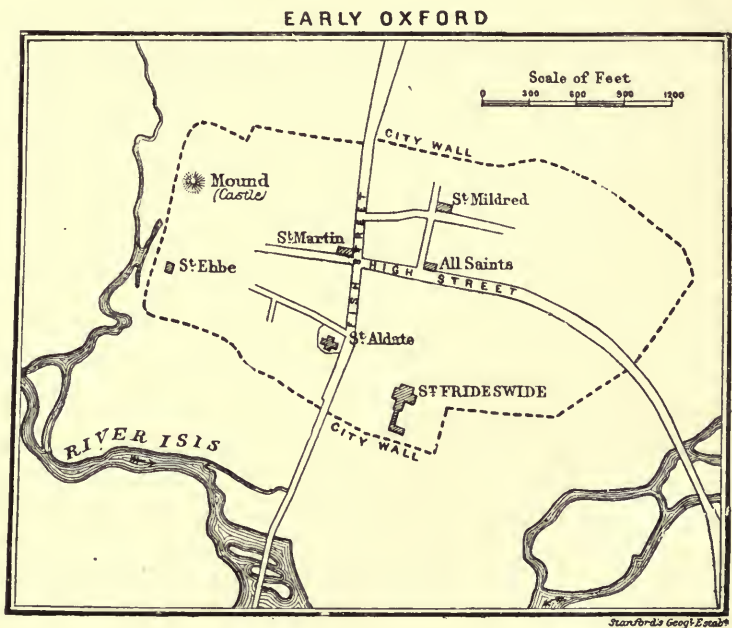 EARLY OXFORD
Scale of Feet
0 300 600 900 1200
CITY WALL
Mound
(Castle)
St. Mildred
St. Martin
FISH STREET
St. Ebbe
All Saints
HIGH STREET
St. Aldate
ST. FRIDESWIDE
CITY WALL
RIVER ISIS
Stanford's Geogl. Estabt.